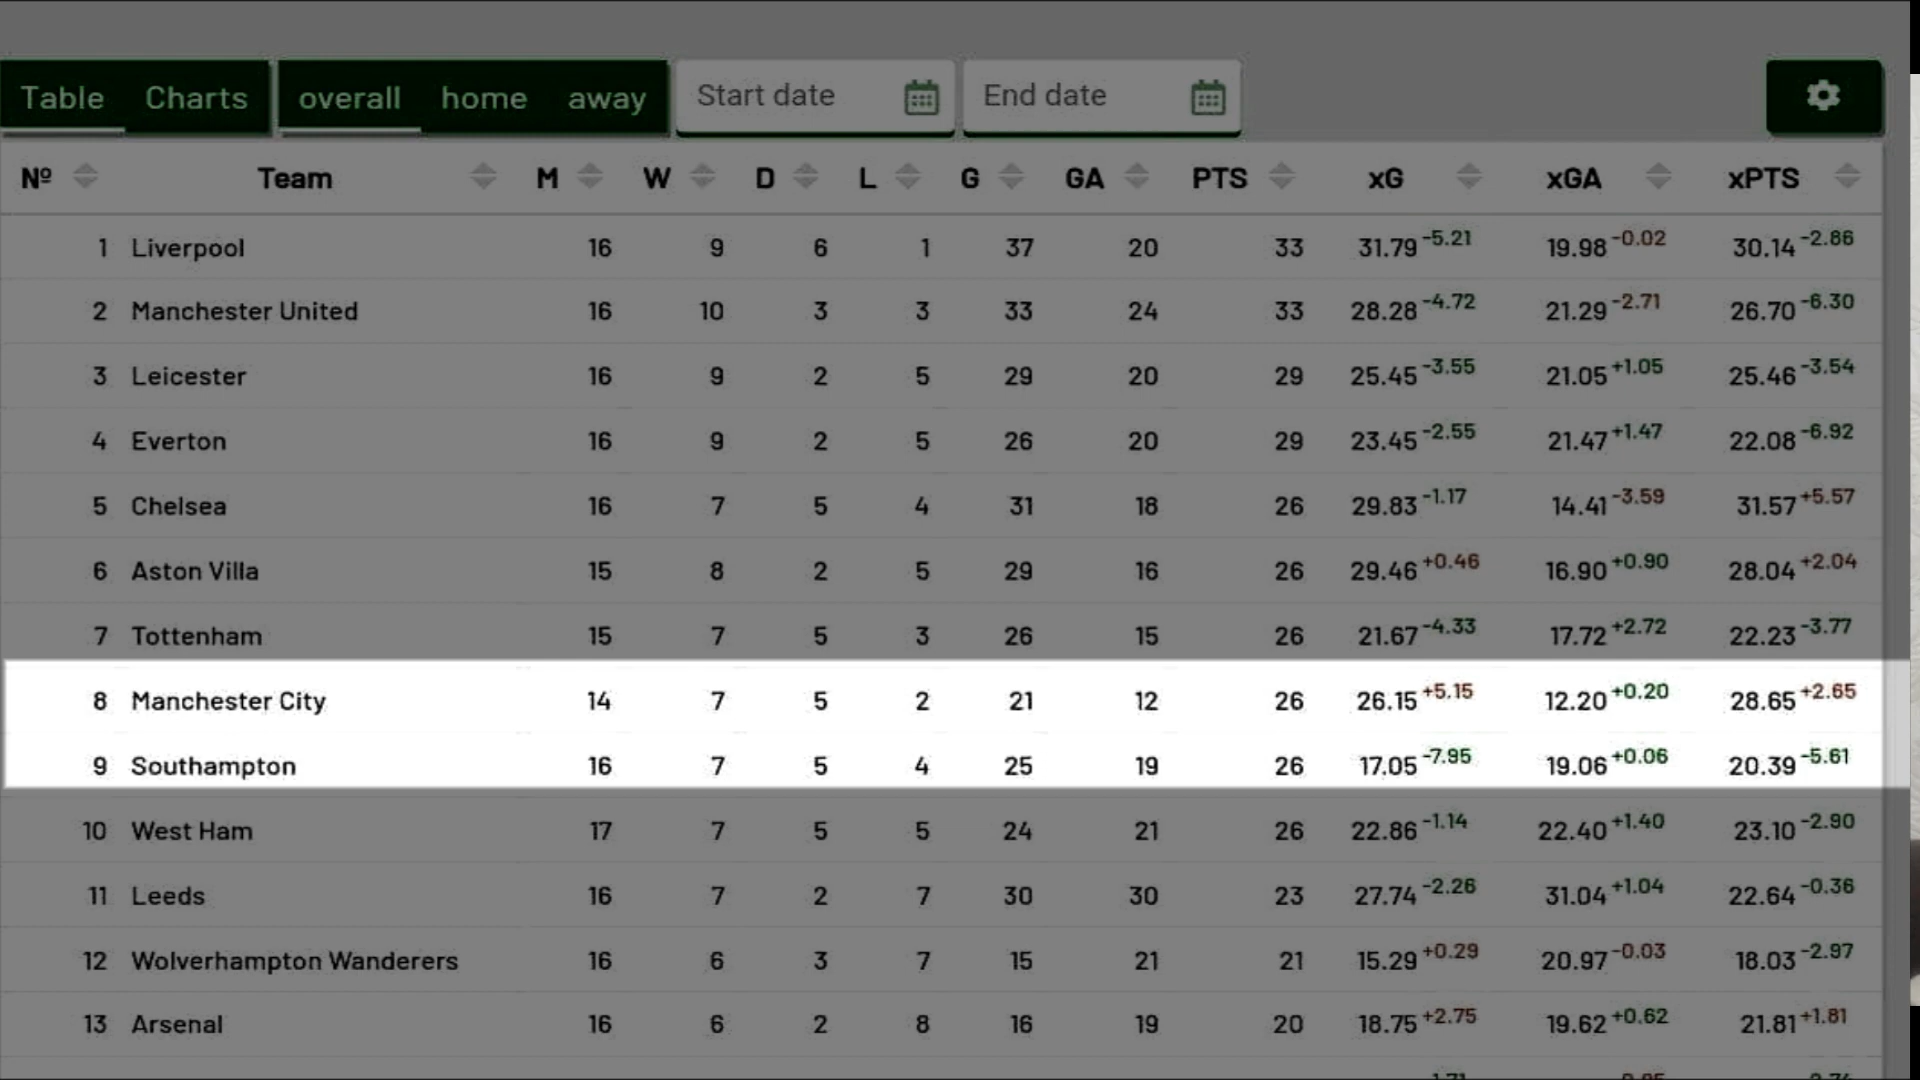 Table Charts overall home away Start date End date
Nº Team M W D L G GA PTS xG xGA xPTS
1 Liverpool 16 9 6 1 37 20 33 31.79 -5.21 19.98 -0.02 30.14 -2.86
2 Manchester United 16 10 3 3 33 24 33 28.28 -4.72 21.29 -2.71 26.70 -6.30
3 Leicester 16 9 2 5 29 20 29 25.45 -3.55 21.05 +1.05 25.46 -3.54
4 Everton 16 9 2 5 26 20 29 23.45 -2.55 21.47 +1.47 22.08 -6.92
5 Chelsea 16 7 5 4 31 18 26 29.83 -1.17 14.41 -3.59 31.57 +5.57
6 Aston Villa 15 8 2 5 29 16 26 29.46 +0.46 16.90 +0.90 28.04 +2.04
7 Tottenham 15 7 5 3 26 15 26 21.67 -4.33 17.72 +2.72 22.23 -3.77
8 Manchester City 14 7 5 2 21 12 26 26.15 +5.15 12.20 +0.20 28.65 +2.65
9 Southampton 16 7 5 4 25 19 26 17.05 -7.95 19.06 +0.06 20.39 -5.61
10 West Ham 17 7 5 5 24 21 26 22.86 -1.14 22.40 +1.40 23.10 -2.90
11 Leeds 16 7 2 7 30 30 23 27.74 -2.26 31.04 +1.04 22.64 -0.36
12 Wolverhampton Wanderers 16 6 3 7 15 21 21 15.29 +0.29 20.97 -0.03 18.03 -2.97
13 Arsenal 16 6 2 8 16 19 20 18.75 +2.75 19.62 +0.62 21.81 +1.81